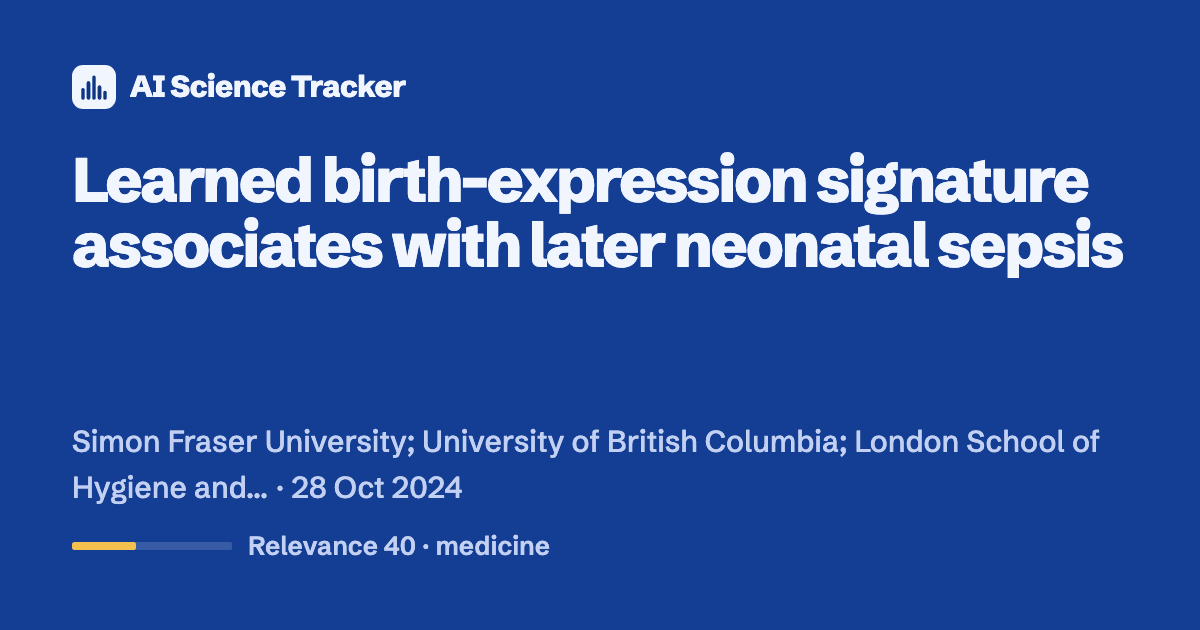 AI Science Tracker
Learned birth-expression signature
associates with later neonatal sepsis
Simon Fraser University; University of British Columbia; London School of
Hygiene and... · 28 Oct 2024
Relevance 40 · medicine